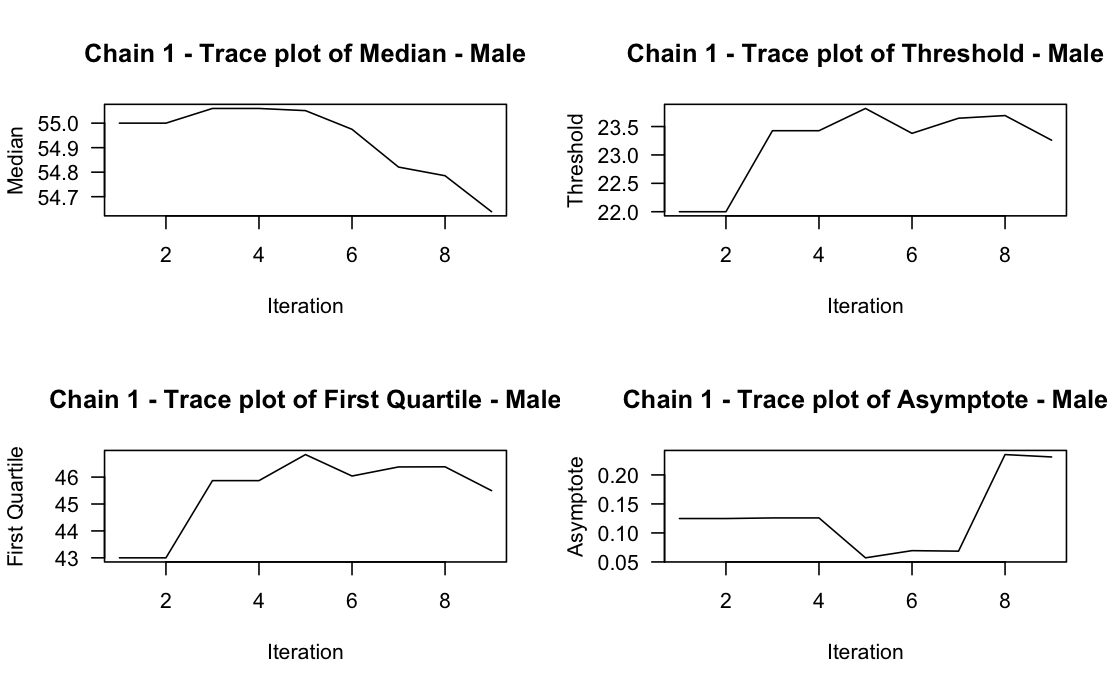 Chain 1 - Trace plot of Median - Male
Median
55.0
54.9
54.8
54.7
2 4 6 8
Iteration
Chain 1 - Trace plot of Threshold - Male
Threshold
23.5
23.0
22.5
22.0
2 4 6 8
Iteration
Chain 1 - Trace plot of First Quartile - Male
First Quartile
46
45
44
43
2 4 6 8
Iteration
Chain 1 - Trace plot of Asymptote - Male
Asymptote
0.20
0.15
0.10
0.05
2 4 6 8
Iteration